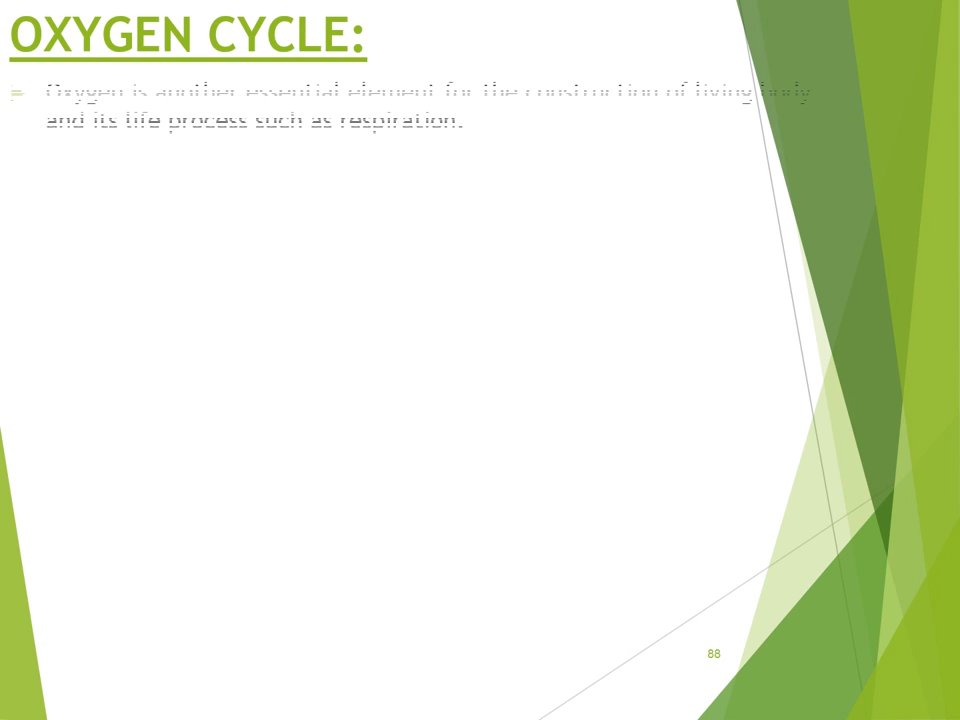 OXYGEN CYCLE:
Oxygen is another essential element for the construction of living body
and its life process such as respiration.
88